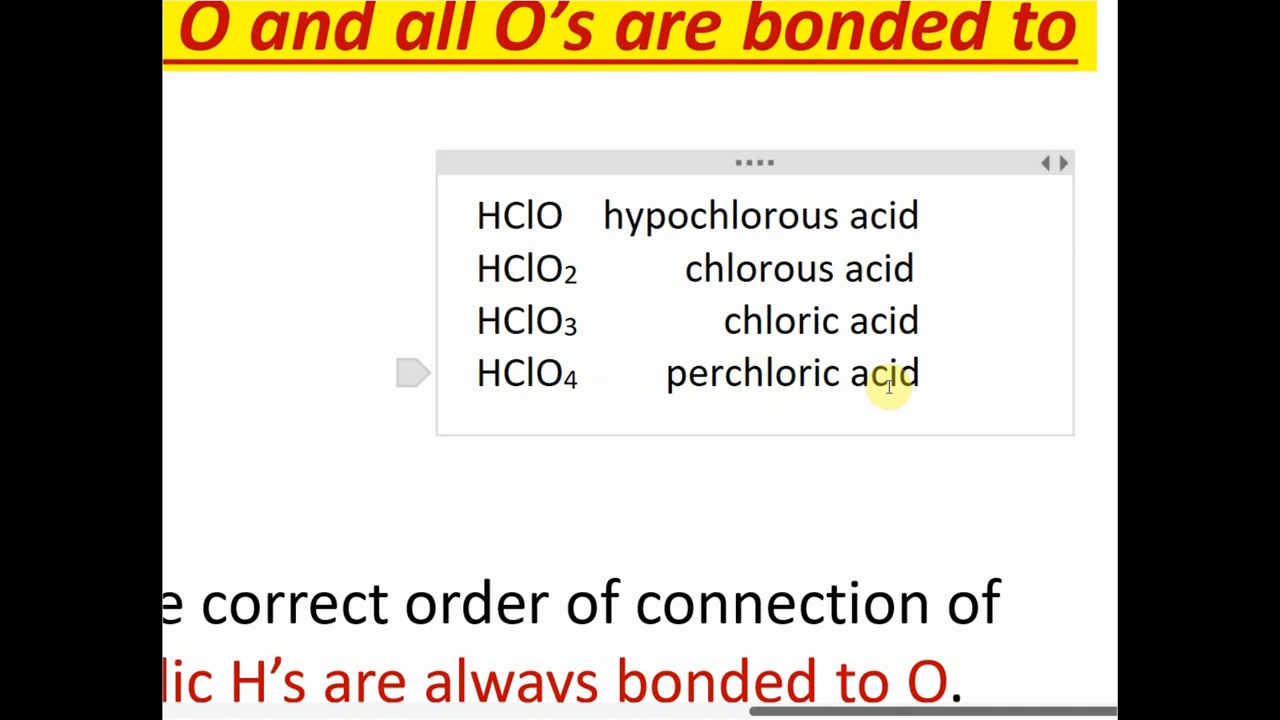 O and all O's are bonded to
HClO hypochlorous acid
HClO₂ chlorous acid
HClO₃ chloric acid
HClO₄ perchloric acid
e correct order of connection of
lic H's are always bonded to O.